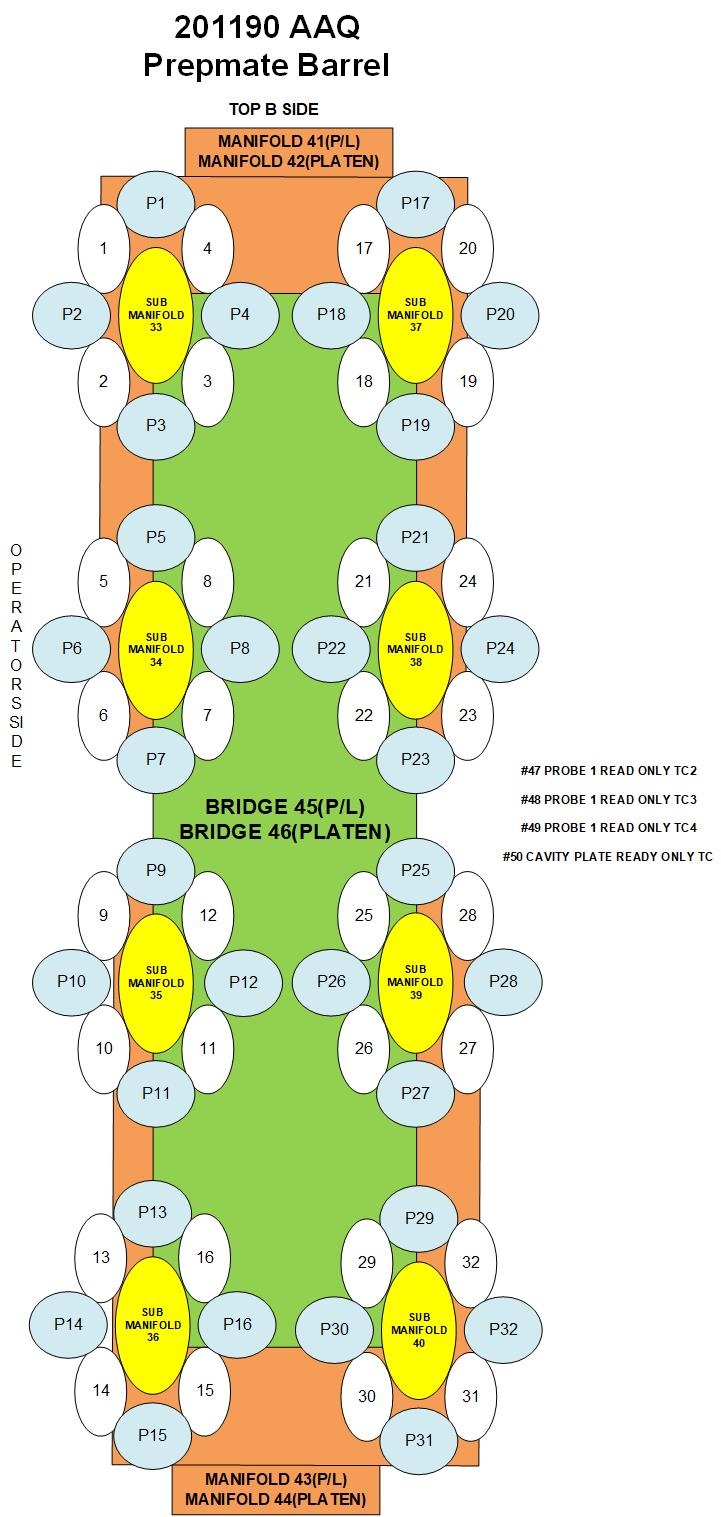 201190 AAQ
Prepmate Barrel
TOP B SIDE
MANIFOLD 41(P/L)
MANIFOLD 42(PLATEN)
P1
P17
1
4
17
20
SUB
MANIFOLD
33
SUB
MANIFOLD
37
P2
P4
P18
P20
2
3
18
19
P3
P19
P5
P21
OPERATORSSIDE
5
8
21
24
SUB
MANIFOLD
34
SUB
MANIFOLD
38
P6
P8
P22
P24
6
7
22
23
P7
P23
#47 PROBE 1 READ ONLY TC2
#48 PROBE 1 READ ONLY TC3
#49 PROBE 1 READ ONLY TC4
#50 CAVITY PLATE READY ONLY TC
BRIDGE 45(P/L)
BRIDGE 46(PLATEN)
P9
P25
9
12
25
28
SUB
MANIFOLD
35
SUB
MANIFOLD
39
P10
P12
P26
P28
10
11
26
27
P11
P27
P13
P29
13
16
29
32
SUB
MANIFOLD
36
SUB
MANIFOLD
40
P14
P16
P30
P32
14
15
30
31
P15
P31
MANIFOLD 43(P/L)
MANIFOLD 44(PLATEN)